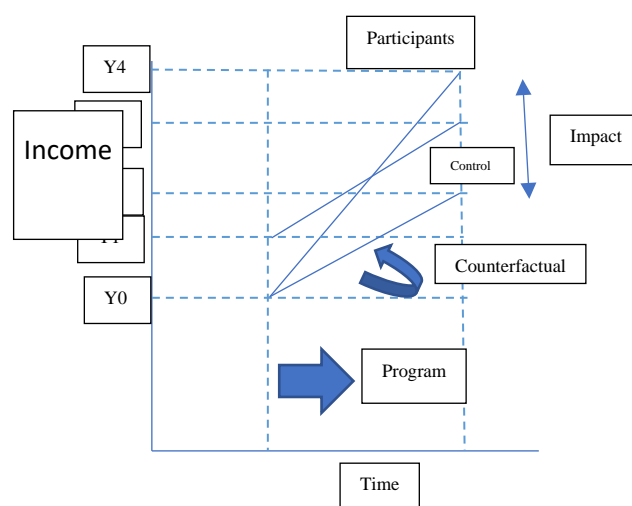 Participants
Y4
Income
Impact
Control
Counterfactual
Y0
Program
Time